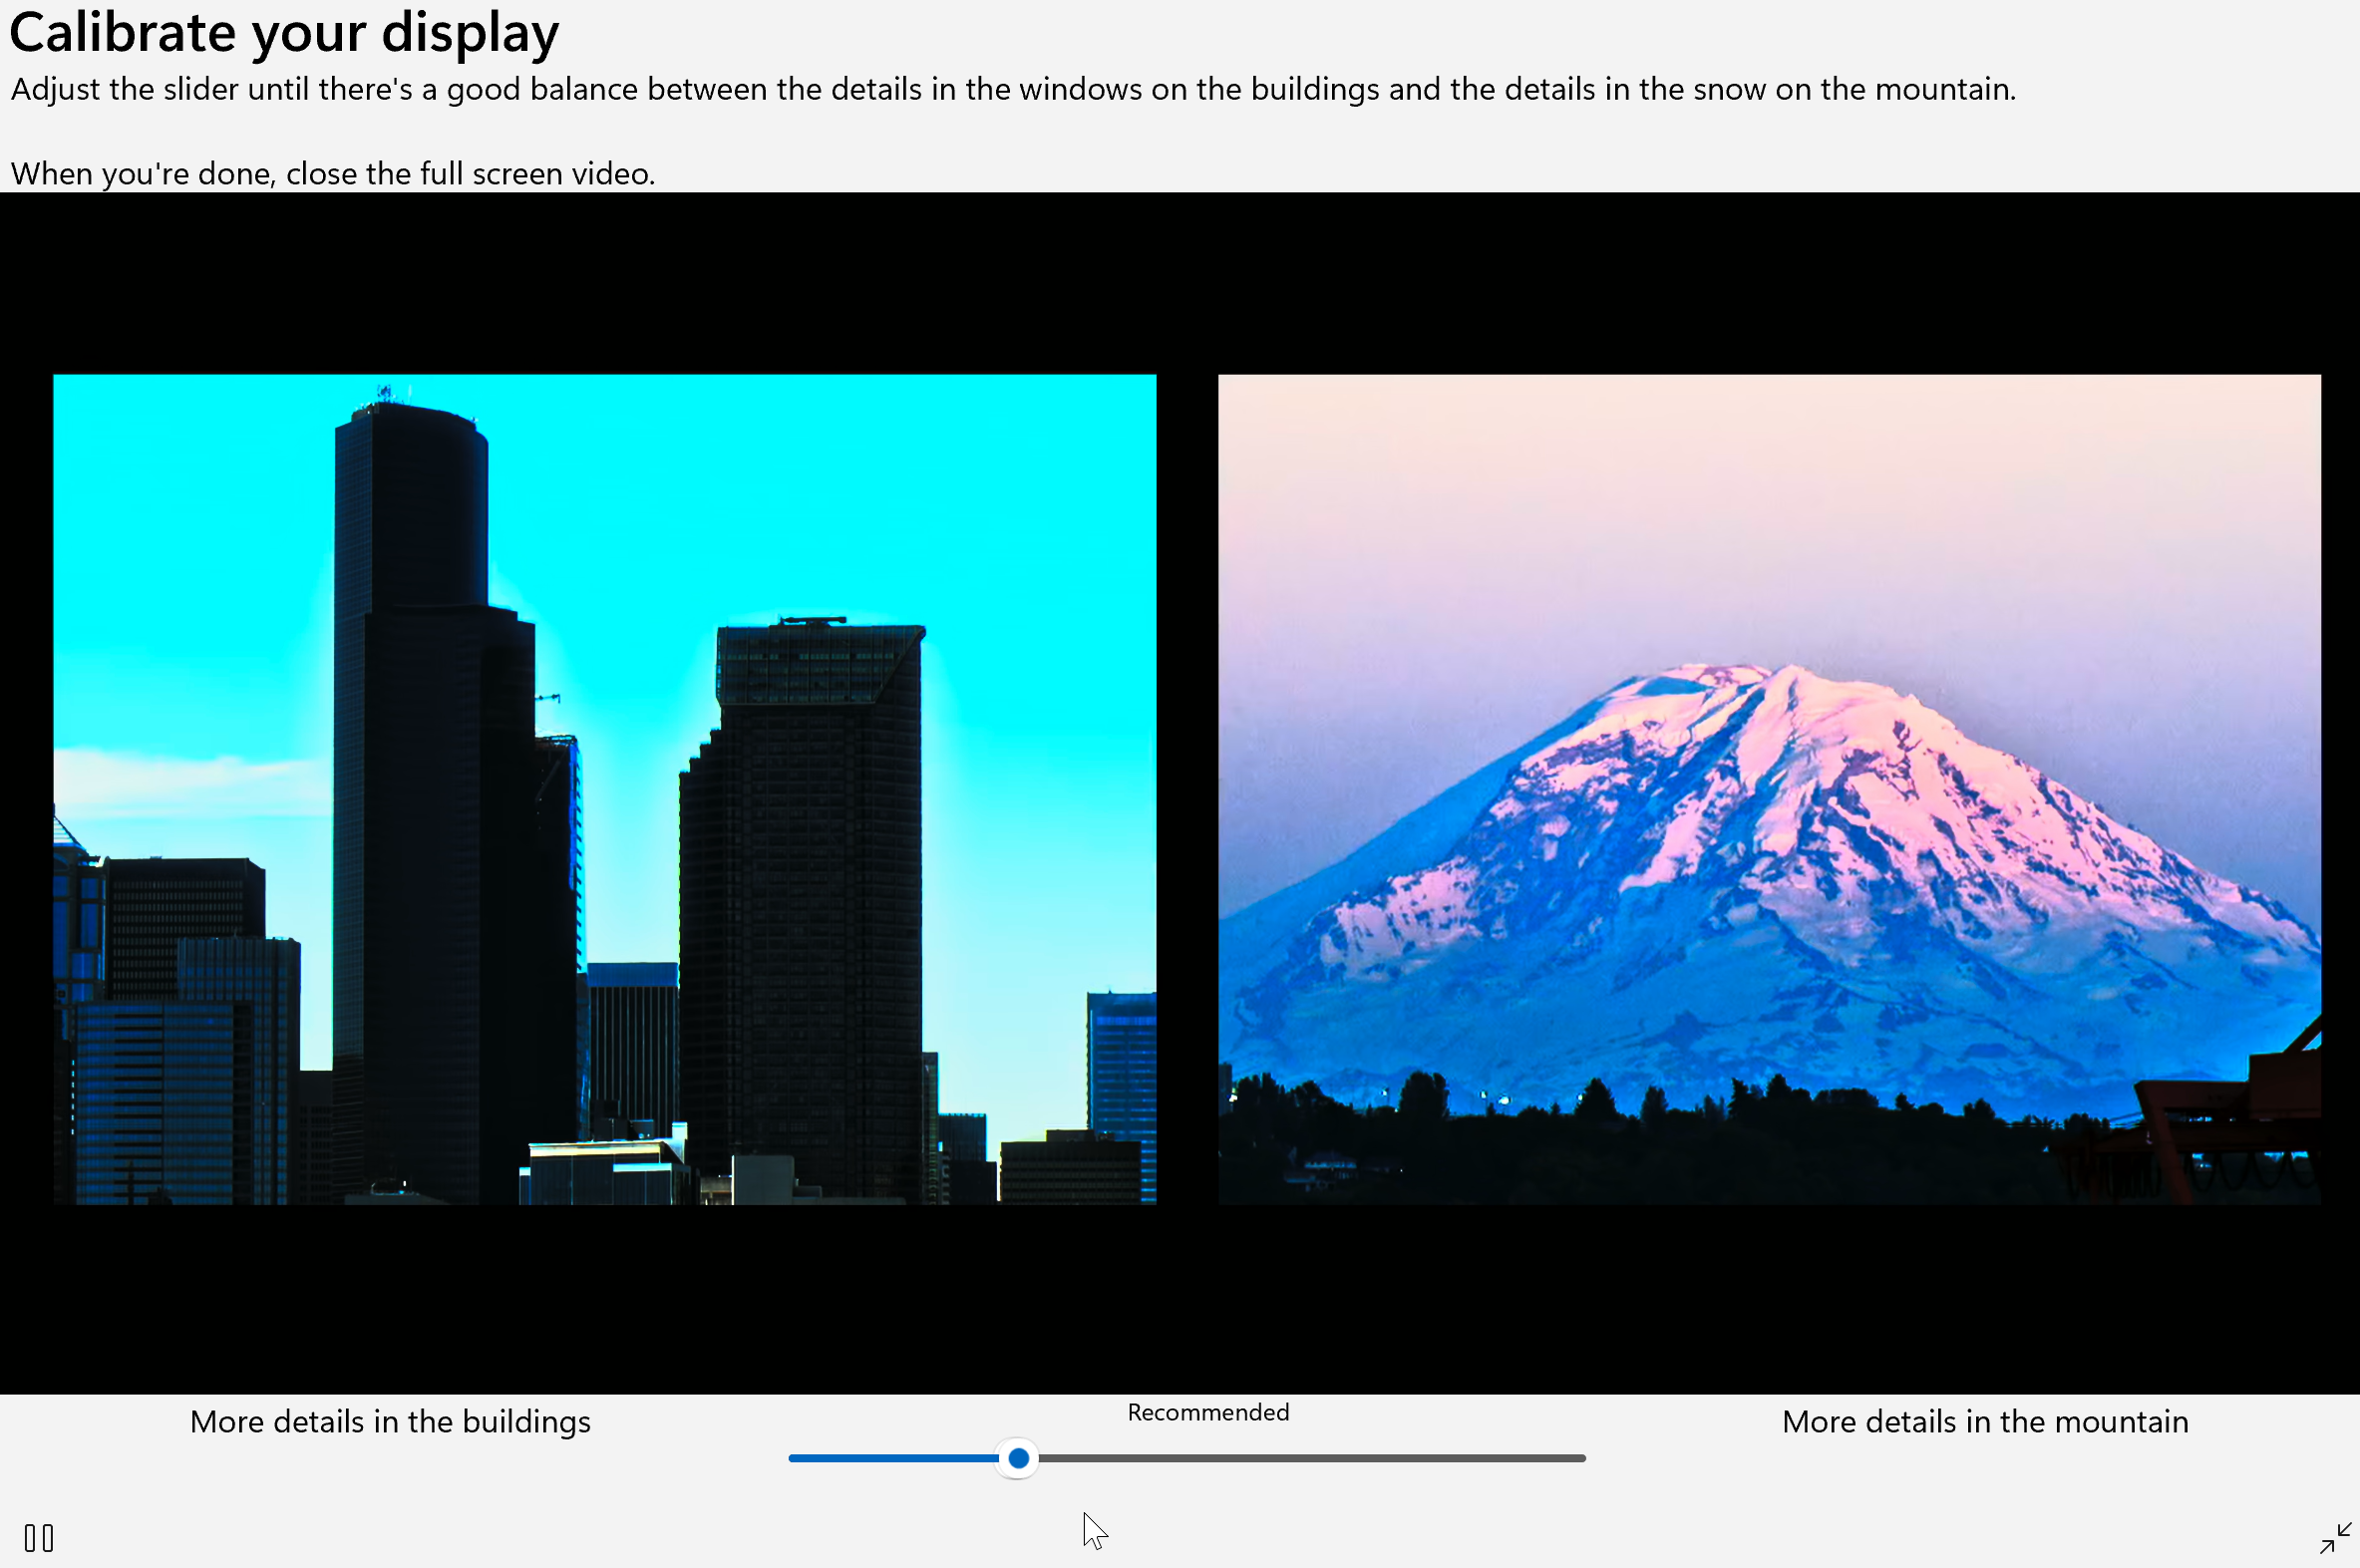 Calibrate your display
Adjust the slider until there's a good balance between the details in the windows on the buildings and the details in the snow on the mountain.
When you're done, close the full screen video.
More details in the buildings
Recommended
More details in the mountain